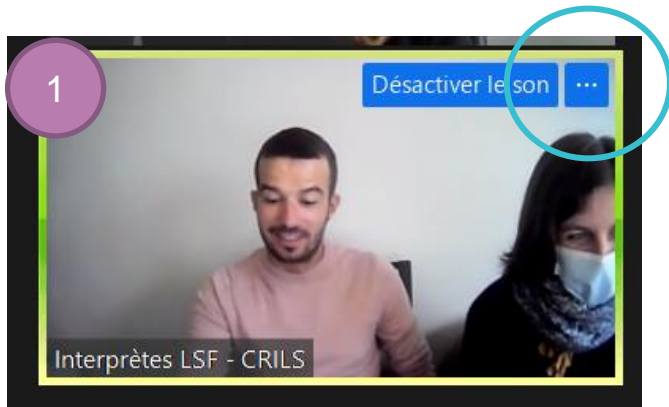 1
Désactiver le son ...
Interprètes LSF - CRILS